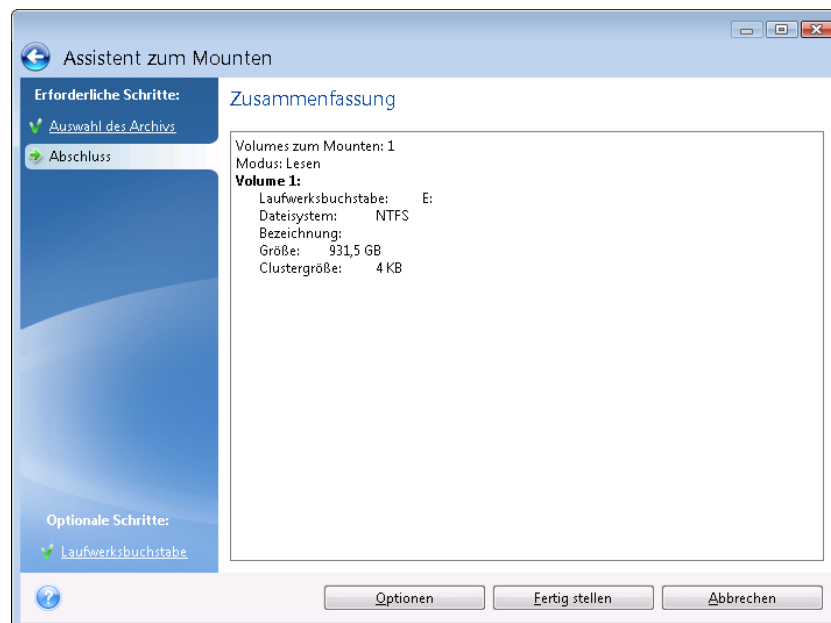 Assistent zum Mounten
Erforderliche Schritte:
Auswahl des Archivs
Abschluss
Optionale Schritte:
Laufwerksbuchstabe
Zusammenfassung
Volumes zum Mounten: 1
Modus: Lesen
Volume 1:
Laufwerksbuchstabe: E:
Dateisystem: NTFS
Bezeichnung:
Größe: 931,5 GB
Clustergröße: 4 KB
?
Optionen
Fertig stellen
Abbrechen